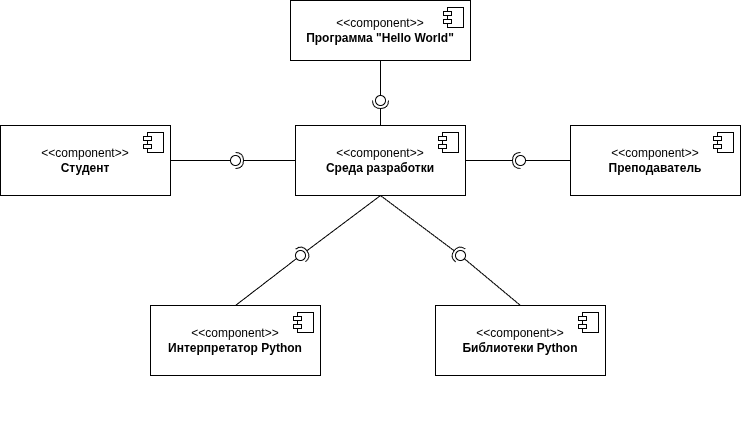 <<component>>
Программа "Hello World"
<<component>>
Студент
<<component>>
Среда разработки
<<component>>
Преподаватель
<<component>>
Интерпретатор Python
<<component>>
Библиотеки Python